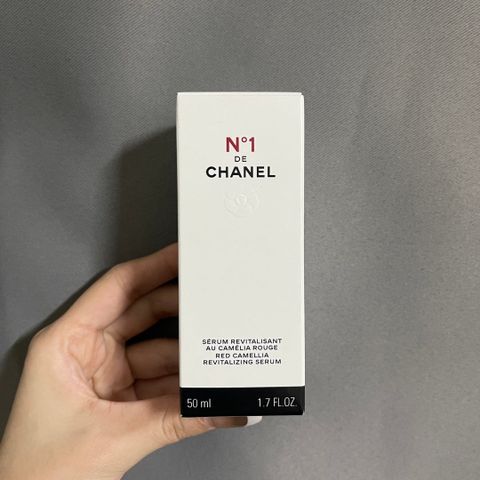 N°1
DE
CHANEL
SÉRUM REVITALISANT
AU CAMÉLIA ROUGE
RED CAMELLIA
REVITALIZING SERUM
50 ml 1.7 FL.OZ.